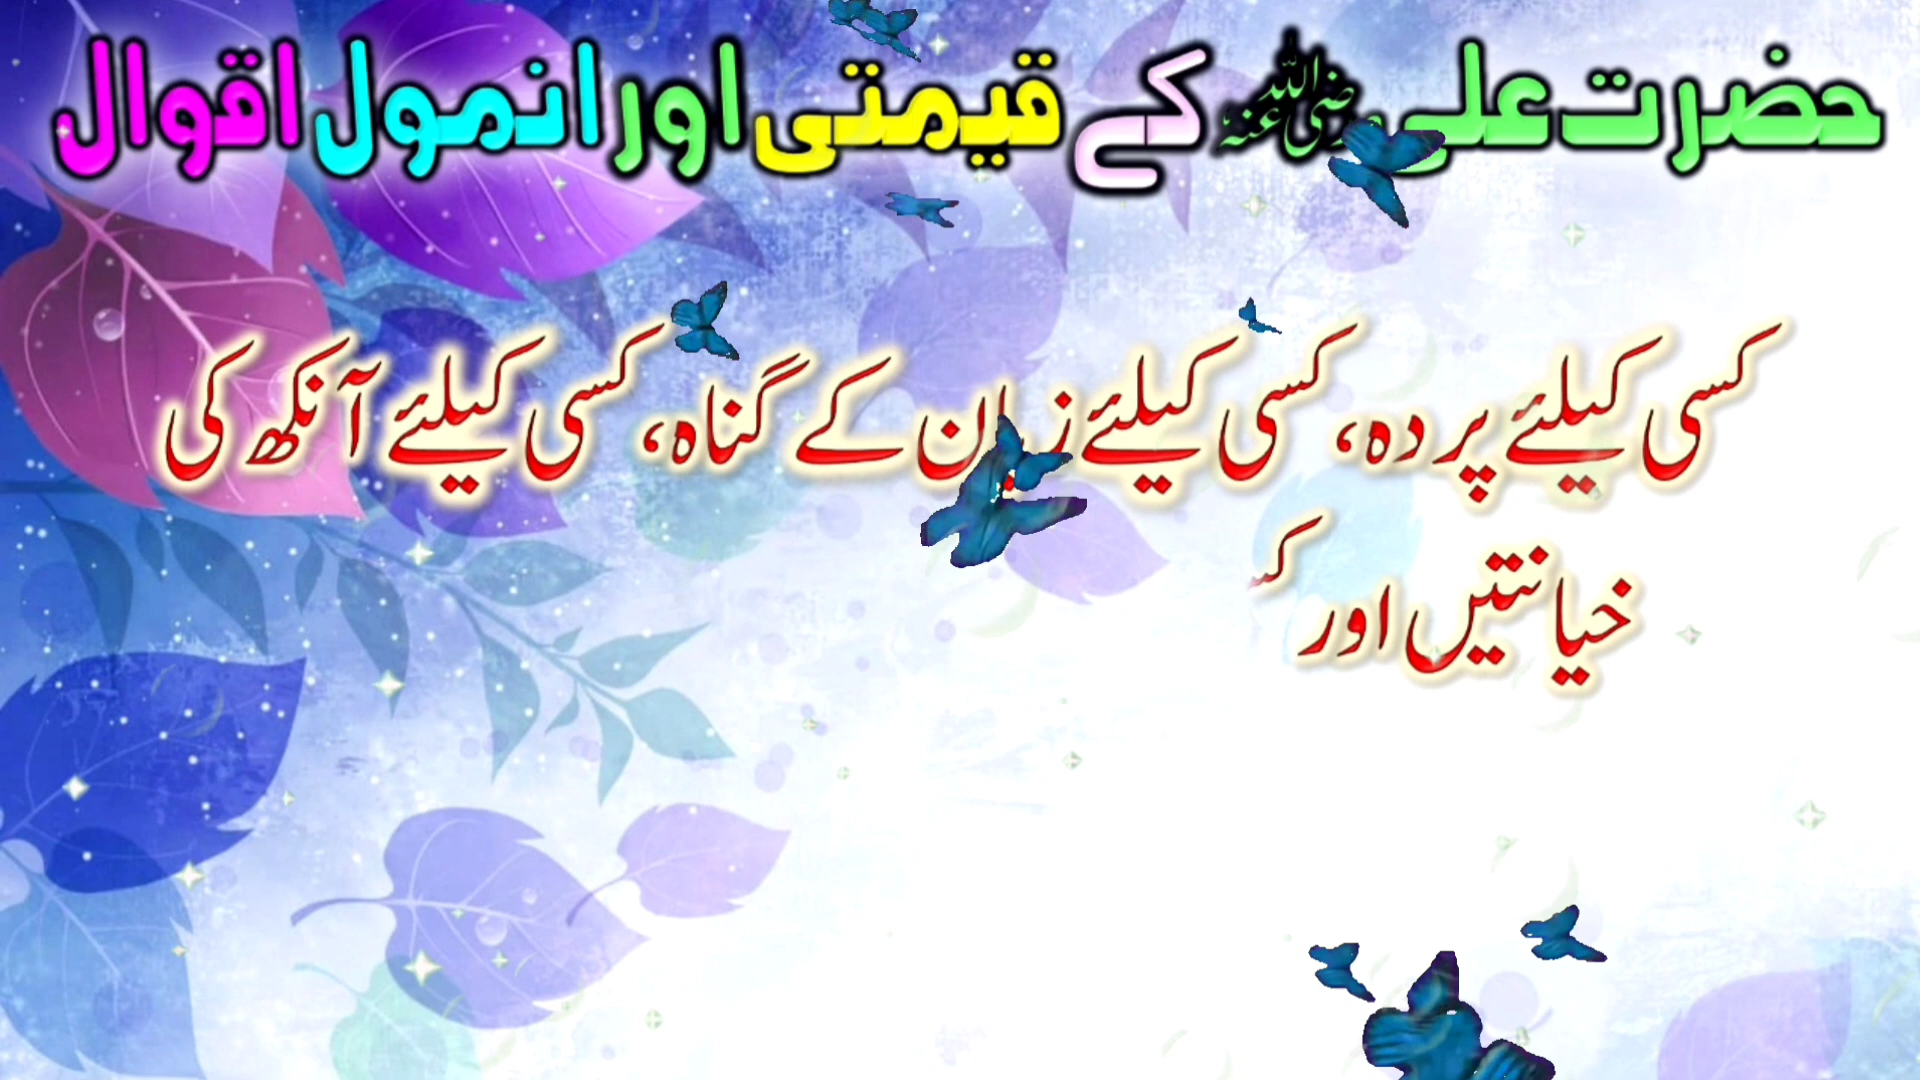 حضرت علی رضی اللہ عنہ کے قیمتی اور انمول اقوال
کسی کیلئے پردہ، کسی کیلئے زبان کے گناہ، کسی کیلئے آنکھ کی
خیانتیں اور